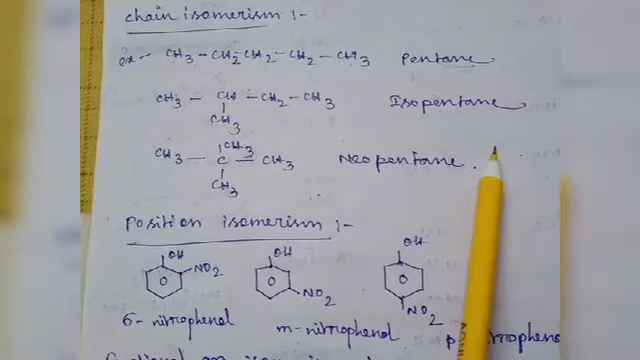 chain isomerism :-
ex- CH3 - CH2 CH2 - CH2 - CH3 Pentane
CH3 - CH - CH2 - CH3 Isopentane
CH3
CH3
CH3 - C - CH3 Neopentane.
CH3
Position isomerism :-
OH OH OH
NO2
NO2
NO2
6- nitrophenol m-nitrophenol